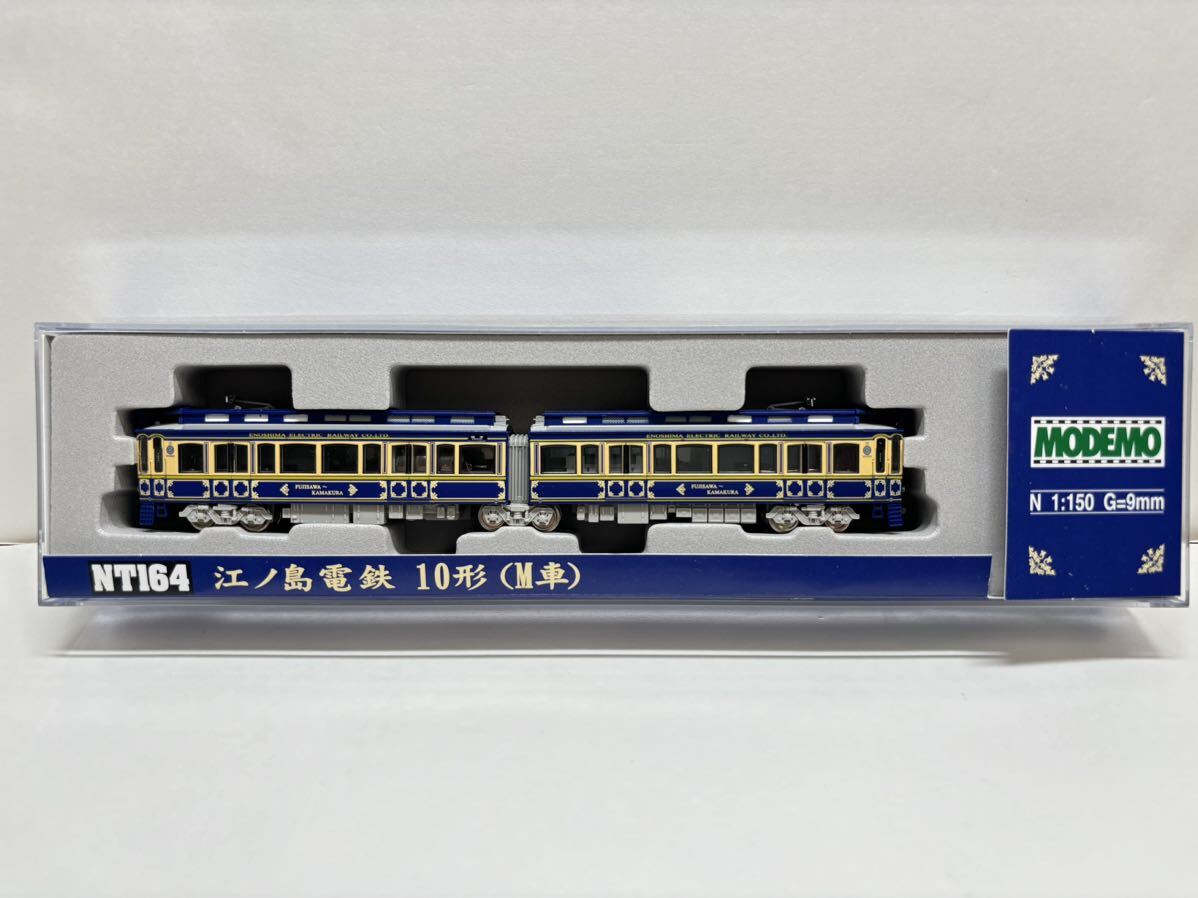 ENOSHIMA ELECTRIC RAILWAY CO.,LTD.
ENOSHIMA ELECTRIC RAILWAY CO.,LTD.
FUJISAWA～
KAMAKURA
FUJISAWA～
KAMAKURA
NT164 江ノ島電鉄 10形(M車)
MODEMO
N 1:150 G=9mm